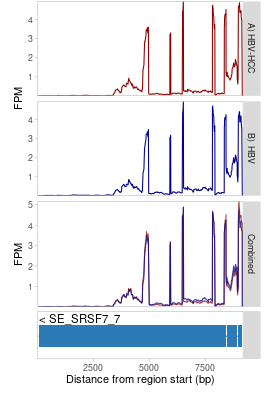 4
3
2
1
A) HBV-HCC
FPM
4
3
2
1
B) HBV
5
4
3
2
1
Combined
FPM
< SE_SRSF7_7
2500 5000 7500
Distance from region start (bp)